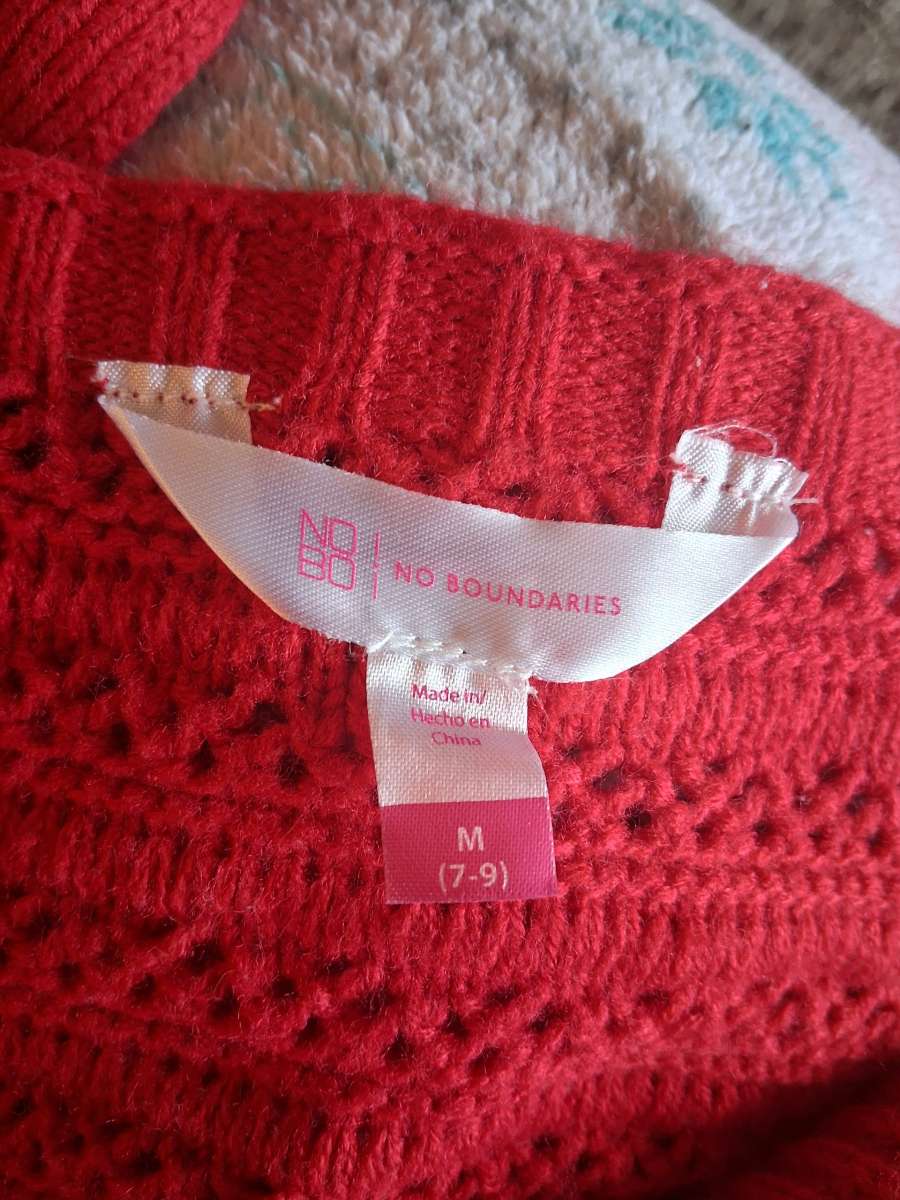 NO
BO
NO BOUNDARIES
Made in/
Hecho en
China
M
(7-9)